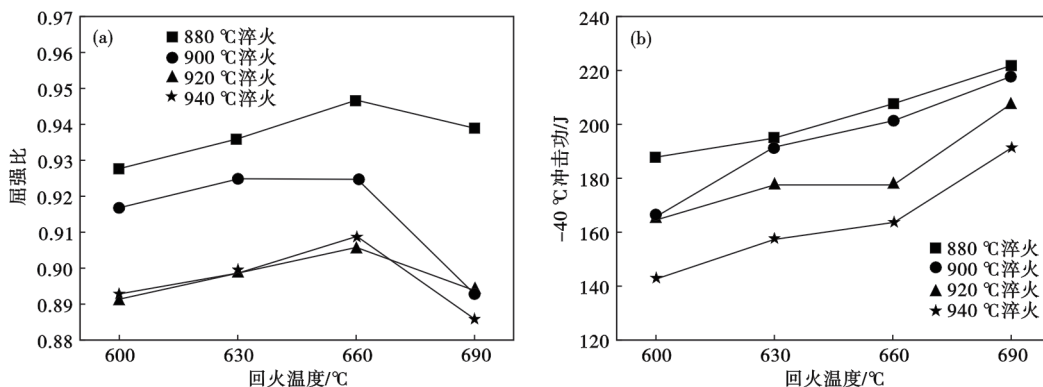 (a)
0.97
0.96
0.95
0.94
0.93
0.92
0.91
0.90
0.89
0.88
屈强比
880 ℃淬火
900 ℃淬火
920 ℃淬火
940 ℃淬火
600
630
660
690
回火温度/℃
(b)
240
220
200
180
160
140
120
-40 ℃冲击功/J
880 ℃淬火
900 ℃淬火
920 ℃淬火
940 ℃淬火
600
630
660
690
回火温度/℃